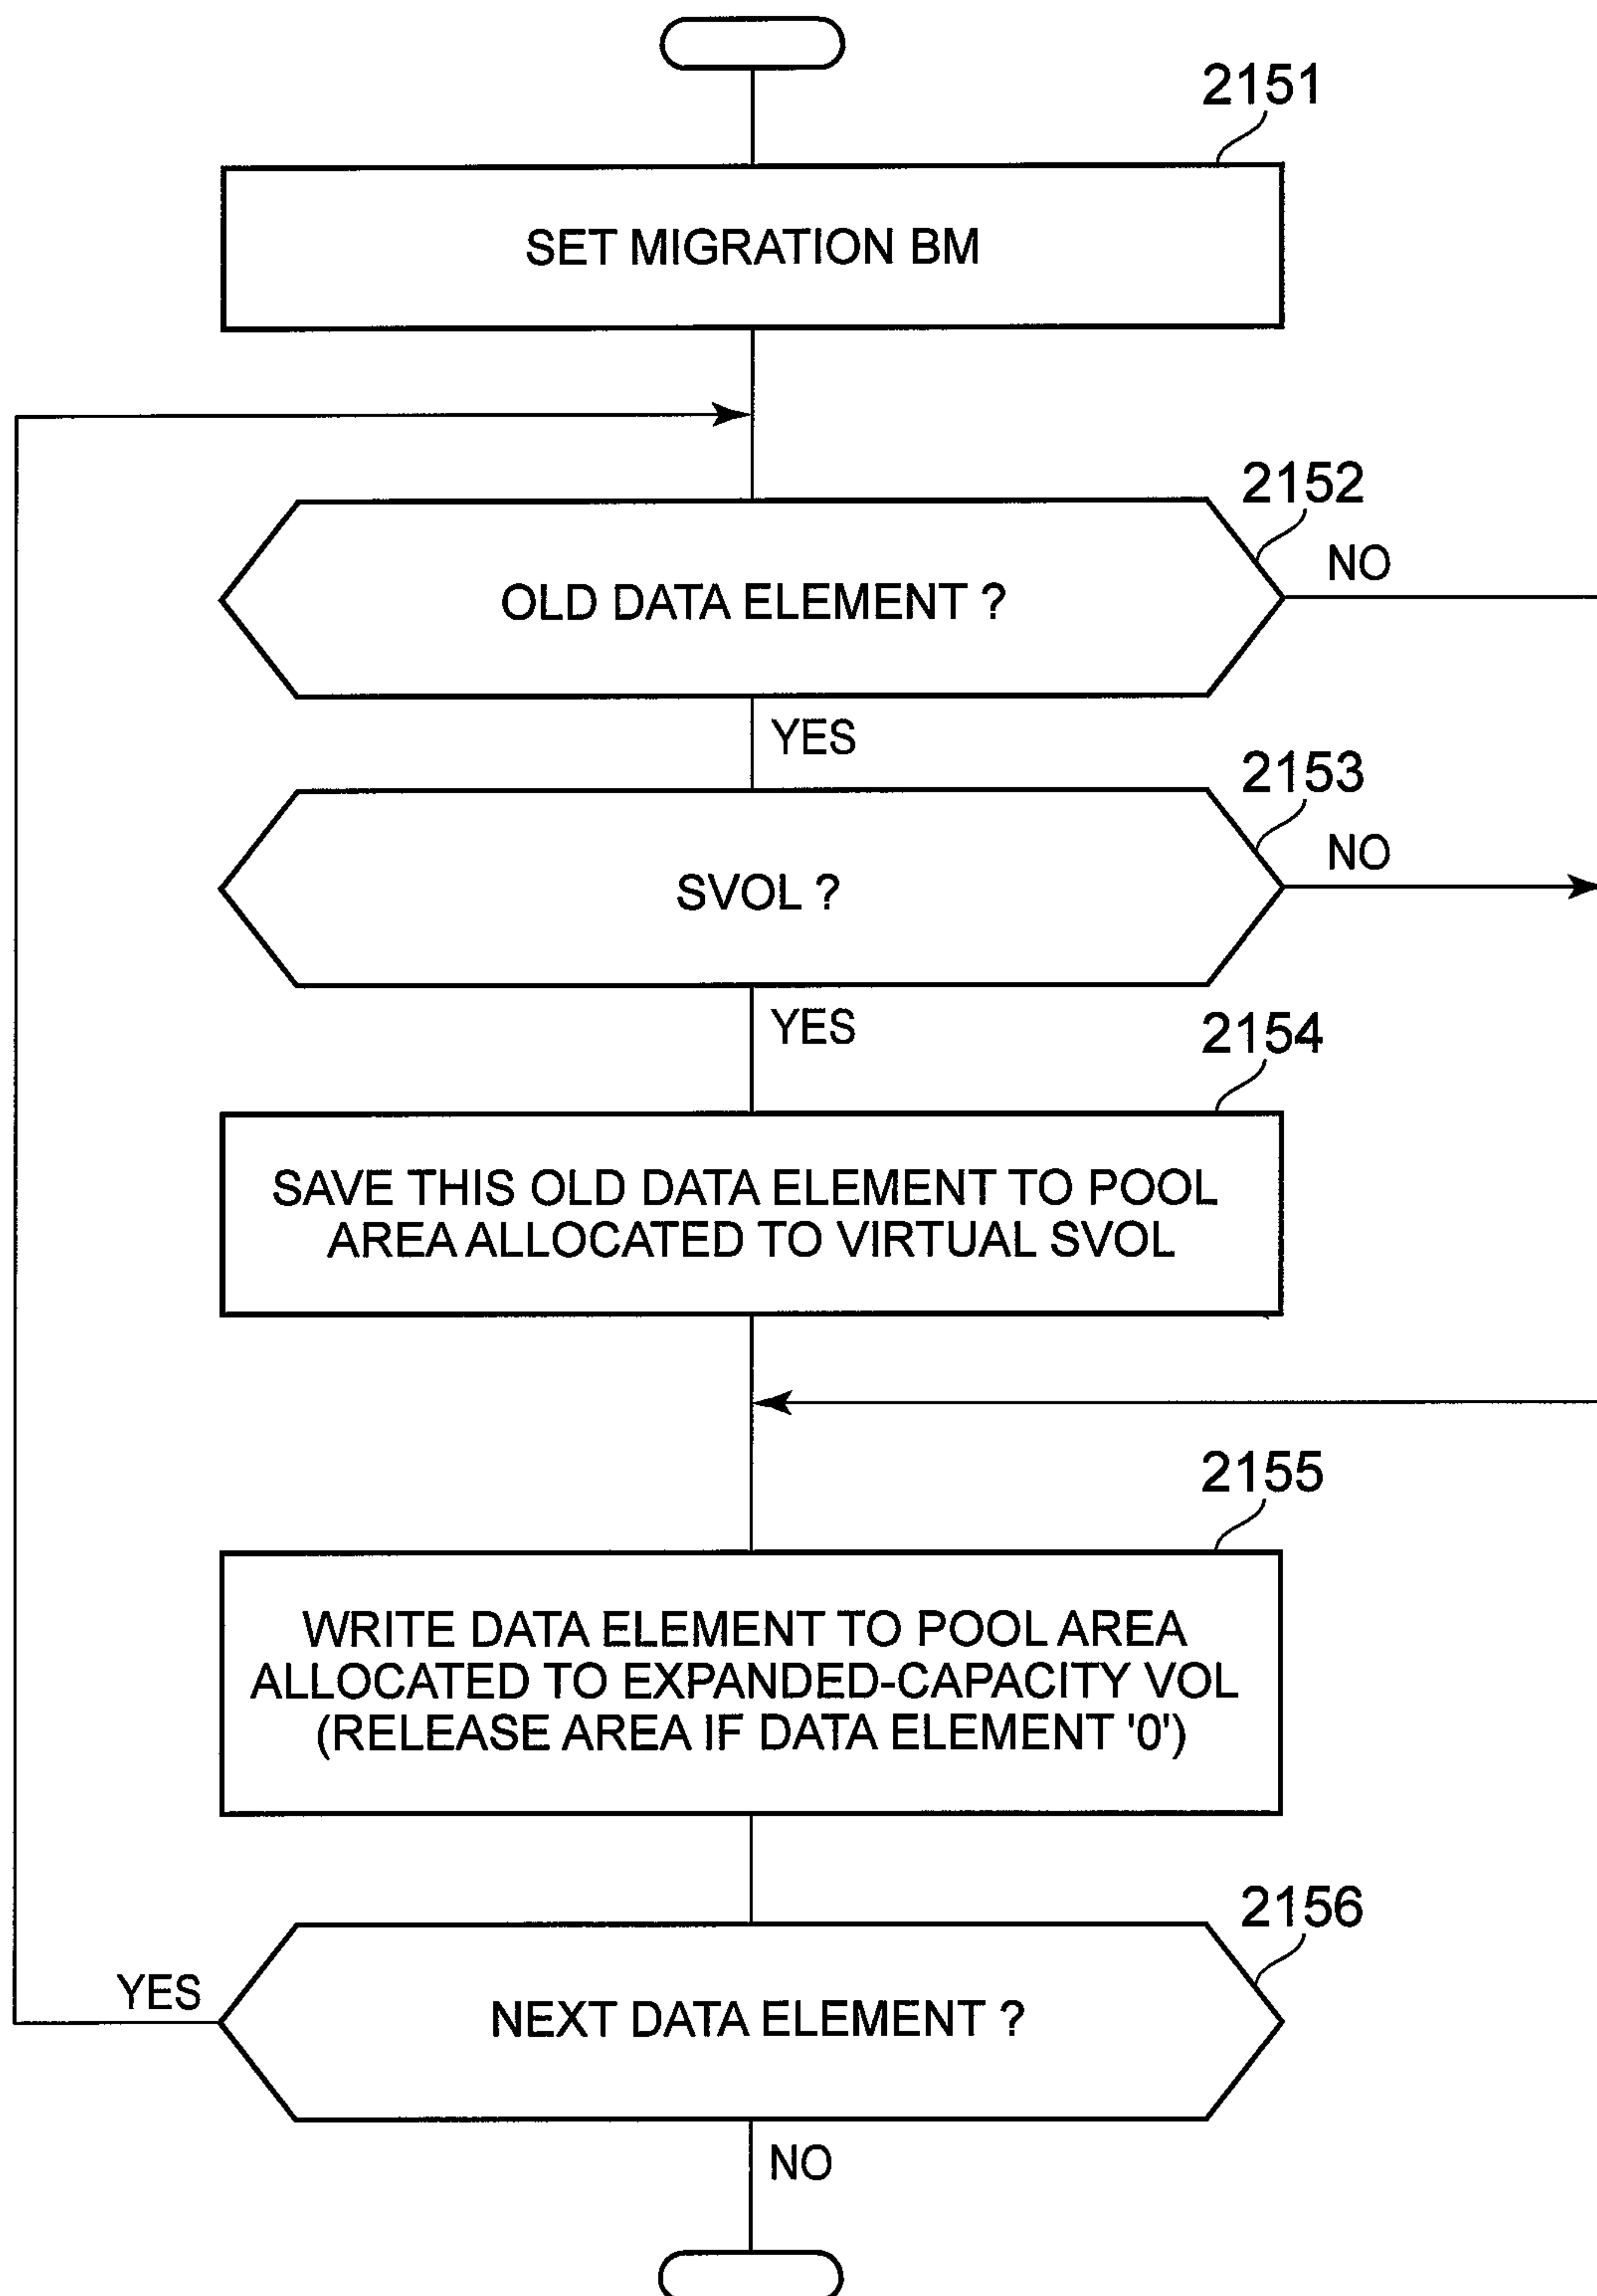 2151
SET MIGRATION BM
2152
NO
OLD DATA ELEMENT ?
YES
2153
NO
SVOL ?
YES
2154
SAVE THIS OLD DATA ELEMENT TO POOL
AREA ALLOCATED TO VIRTUAL SVOL
2155
WRITE DATA ELEMENT TO POOL AREA
ALLOCATED TO EXPANDED-CAPACITY VOL
(RELEASE AREA IF DATA ELEMENT '0')
2156
YES
NEXT DATA ELEMENT ?
NO